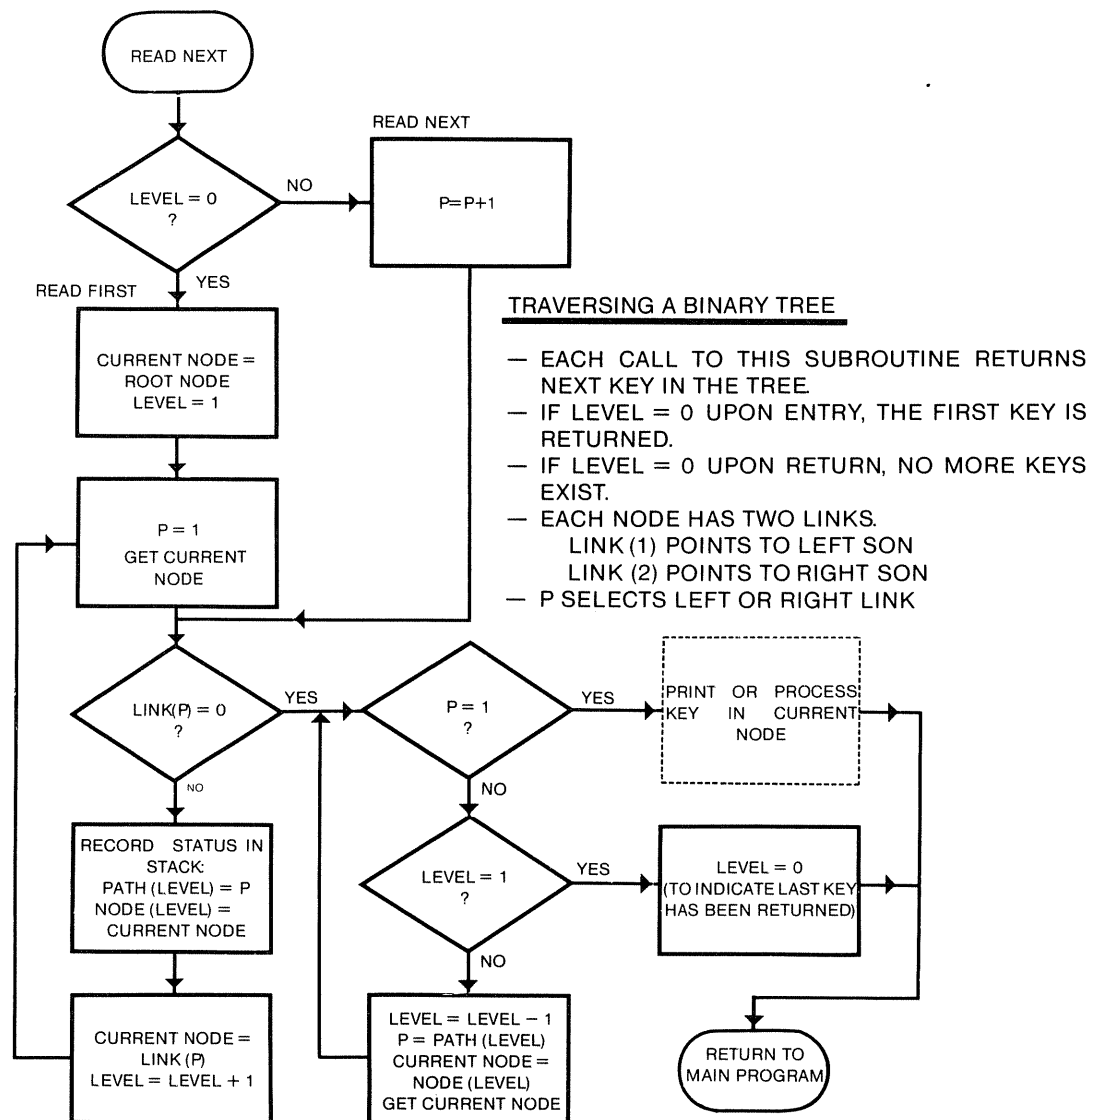 READ NEXT
READ NEXT
LEVEL = 0
?
NO
P=P+1
YES
READ FIRST
CURRENT NODE =
ROOT NODE
LEVEL = 1
TRAVERSING A BINARY TREE
— EACH CALL TO THIS SUBROUTINE RETURNS
NEXT KEY IN THE TREE.
— IF LEVEL = 0 UPON ENTRY, THE FIRST KEY IS
RETURNED.
— IF LEVEL = 0 UPON RETURN, NO MORE KEYS
EXIST.
— EACH NODE HAS TWO LINKS.
LINK (1) POINTS TO LEFT SON
LINK (2) POINTS TO RIGHT SON
— P SELECTS LEFT OR RIGHT LINK
P = 1
GET CURRENT
NODE
LINK(P) = 0
?
YES
P = 1
?
YES
PRINT OR PROCESS
KEY IN CURRENT
NODE
NO
NO
RECORD STATUS IN
STACK:
PATH (LEVEL) = P
NODE (LEVEL) =
CURRENT NODE
LEVEL = 1
?
YES
LEVEL = 0
(TO INDICATE LAST KEY
HAS BEEN RETURNED)
NO
CURRENT NODE =
LINK (P)
LEVEL = LEVEL + 1
LEVEL = LEVEL − 1
P = PATH (LEVEL)
CURRENT NODE =
NODE (LEVEL)
GET CURRENT NODE
RETURN TO
MAIN PROGRAM